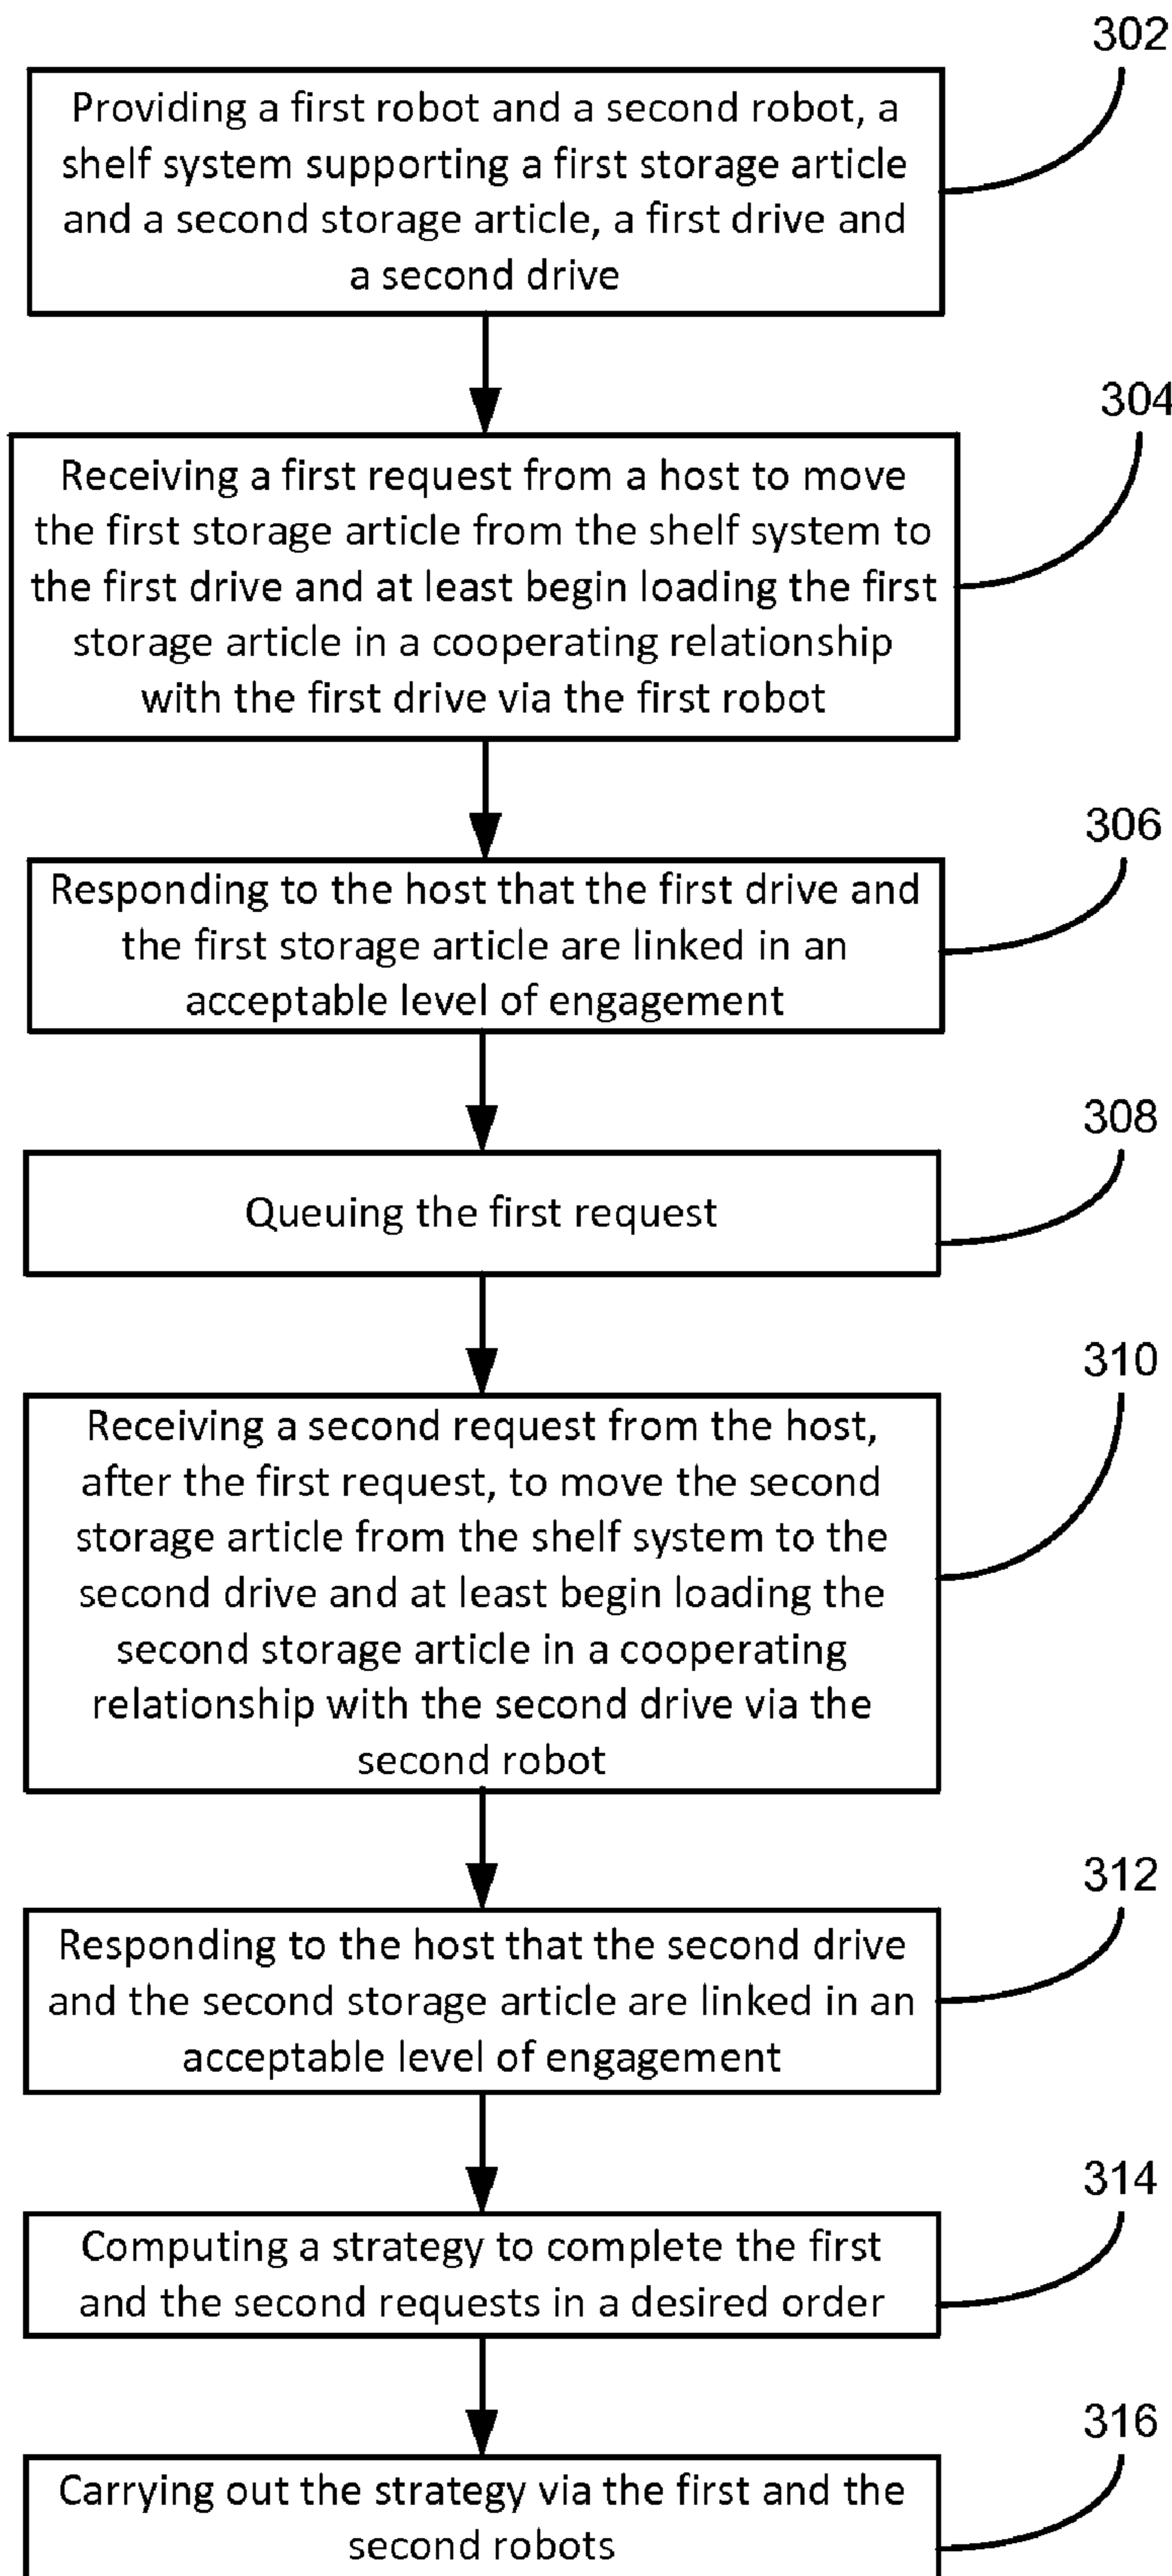 302
Providing a first robot and a second robot, a
shelf system supporting a first storage article
and a second storage article, a first drive and
a second drive
304
Receiving a first request from a host to move
the first storage article from the shelf system to
the first drive and at least begin loading the first
storage article in a cooperating relationship
with the first drive via the first robot
306
Responding to the host that the first drive and
the first storage article are linked in an
acceptable level of engagement
308
Queuing the first request
310
Receiving a second request from the host,
after the first request, to move the second
storage article from the shelf system to the
second drive and at least begin loading the
second storage article in a cooperating
relationship with the second drive via the
second robot
312
Responding to the host that the second drive
and the second storage article are linked in an
acceptable level of engagement
314
Computing a strategy to complete the first
and the second requests in a desired order
316
Carrying out the strategy via the first and the
second robots